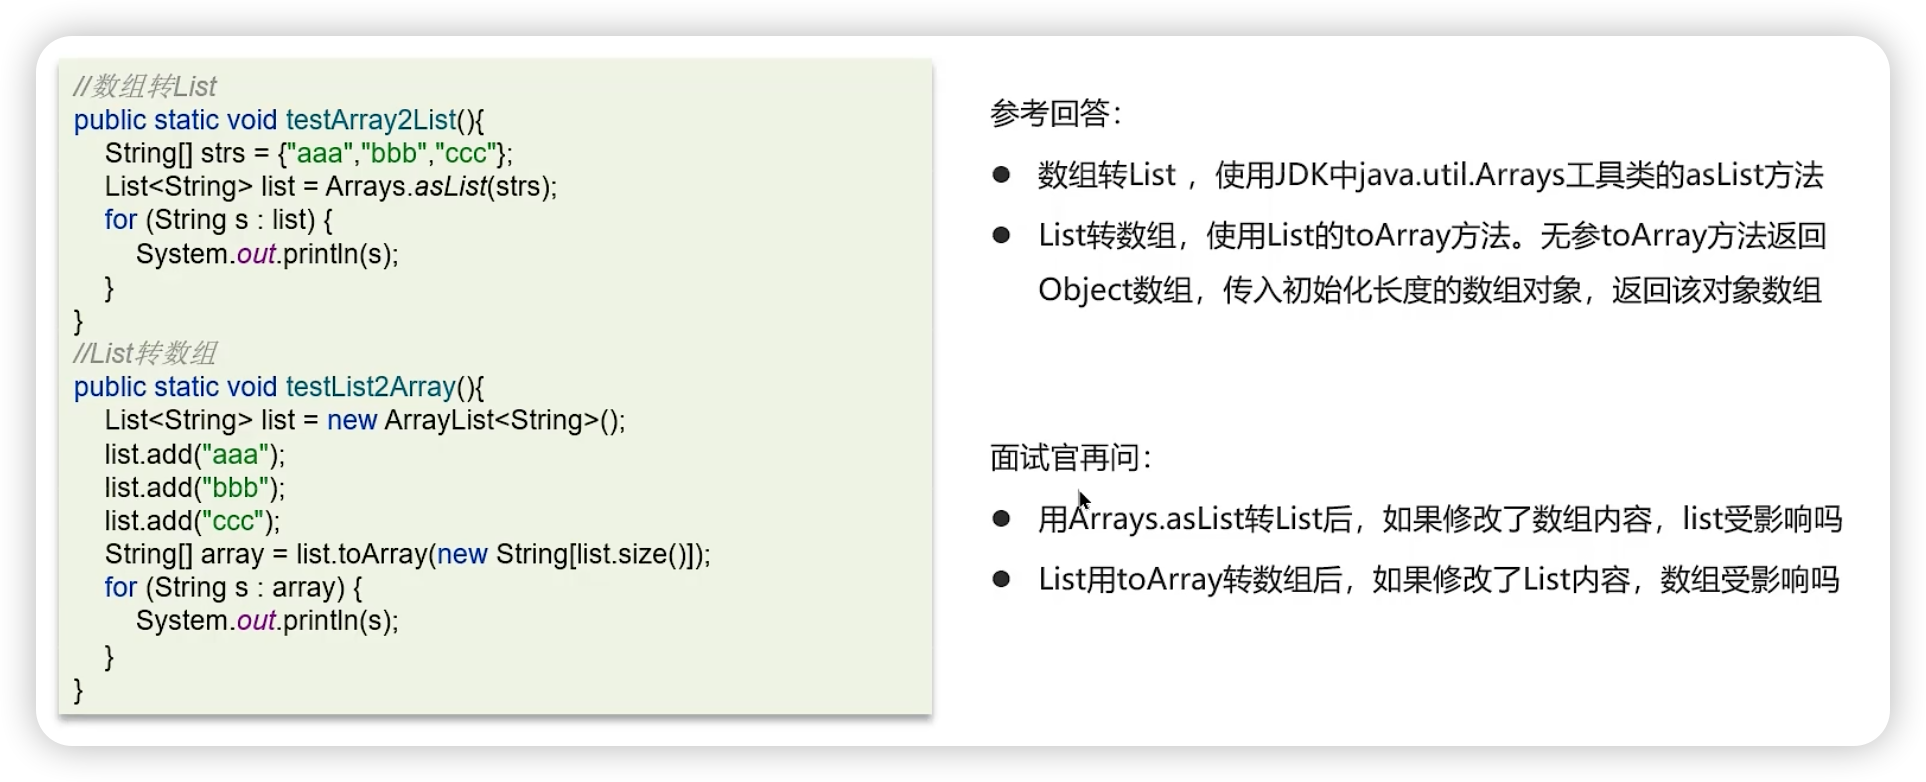 //数组转List
public static void testArray2List(){
String[] strs = {"aaa","bbb","ccc"};
List<String> list = Arrays.asList(strs);
for (String s : list) {
System.out.println(s);
}
}
//List转数组
public static void testList2Array(){
List<String> list = new ArrayList<String>();
list.add("aaa");
list.add("bbb");
list.add("ccc");
String[] array = list.toArray(new String[list.size()]);
for (String s : array) {
System.out.println(s);
}
}
参考回答：
● 数组转List ，使用JDK中java.util.Arrays工具类的asList方法
● List转数组，使用List的toArray方法。无参toArray方法返回
Object数组，传入初始化长度的数组对象，返回该对象数组
面试官再问：
● 用Arrays.asList转List后，如果修改了数组内容，list受影响吗
● List用toArray转数组后，如果修改了List内容，数组受影响吗